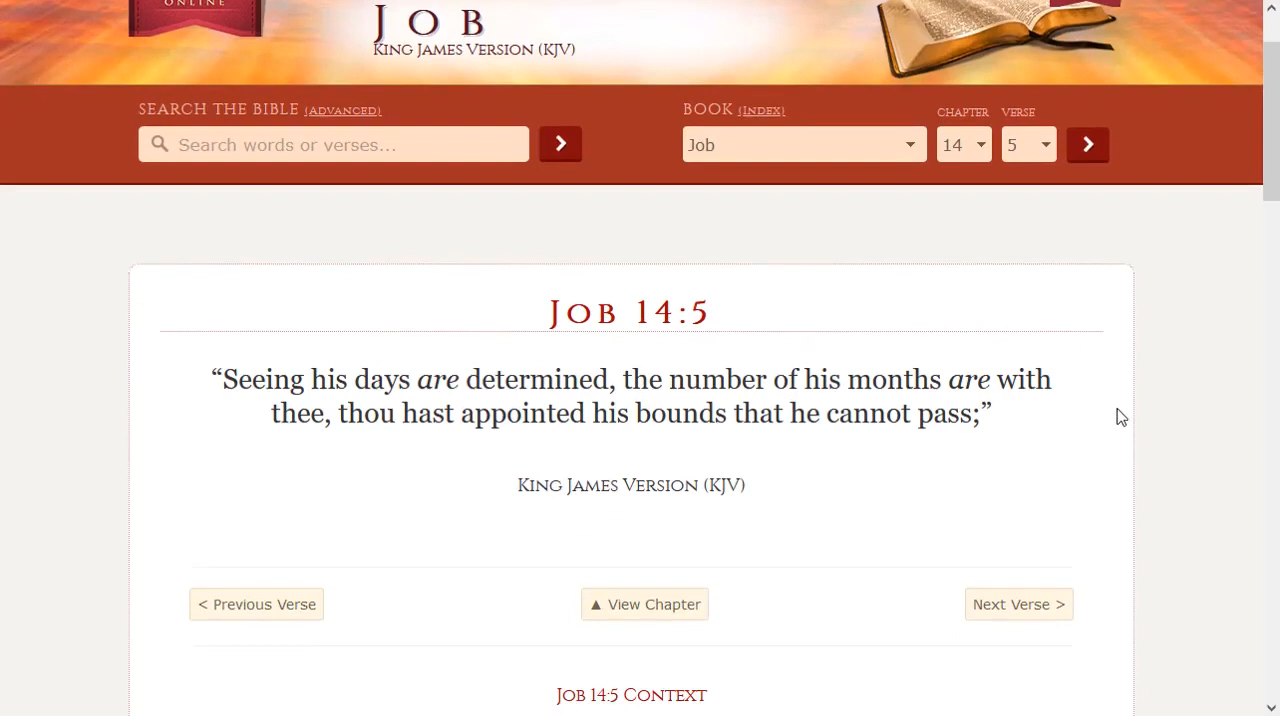 ONLINE
JOB
KING JAMES VERSION (KJV)
SEARCH THE BIBLE (ADVANCED)
BOOK (INDEX)
CHAPTER
VERSE
Search words or verses...
Job
14
5
JOB 14:5
“Seeing his days are determined, the number of his months are with
thee, thou hast appointed his bounds that he cannot pass;”
KING JAMES VERSION (KJV)
< Previous Verse
▲ View Chapter
Next Verse >
JOB 14:5 CONTEXT